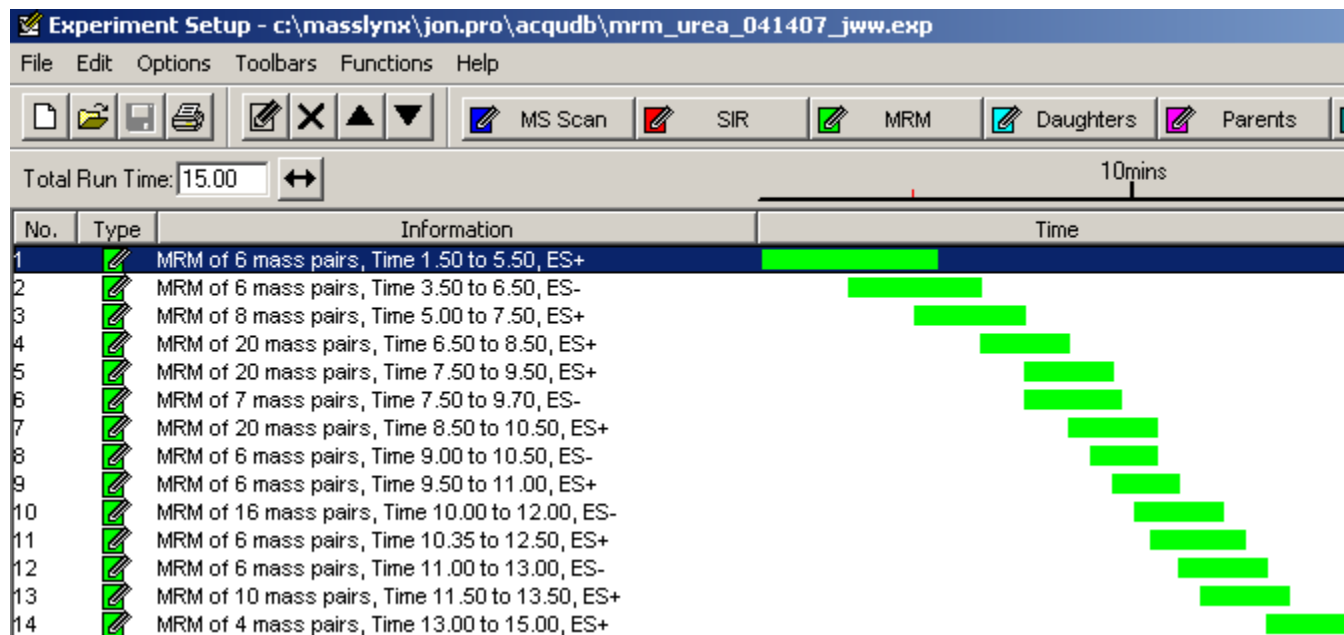 Experiment Setup - c:\masslynx\jon.pro\acqudb\mrm_urea_041407_jww.exp
File Edit Options Toolbars Functions Help
MS Scan SIR MRM Daughters Parents
Total Run Time: 15.00 10mins
No. Type Information Time
1 MRM of 6 mass pairs, Time 1.50 to 5.50, ES+
2 MRM of 6 mass pairs, Time 3.50 to 6.50, ES-
3 MRM of 8 mass pairs, Time 5.00 to 7.50, ES+
4 MRM of 20 mass pairs, Time 6.50 to 8.50, ES+
5 MRM of 20 mass pairs, Time 7.50 to 9.50, ES+
6 MRM of 7 mass pairs, Time 7.50 to 9.70, ES-
7 MRM of 20 mass pairs, Time 8.50 to 10.50, ES+
8 MRM of 6 mass pairs, Time 9.00 to 10.50, ES-
9 MRM of 6 mass pairs, Time 9.50 to 11.00, ES+
10 MRM of 16 mass pairs, Time 10.00 to 12.00, ES-
11 MRM of 6 mass pairs, Time 10.35 to 12.50, ES+
12 MRM of 6 mass pairs, Time 11.00 to 13.00, ES-
13 MRM of 10 mass pairs, Time 11.50 to 13.50, ES+
14 MRM of 4 mass pairs, Time 13.00 to 15.00, ES+